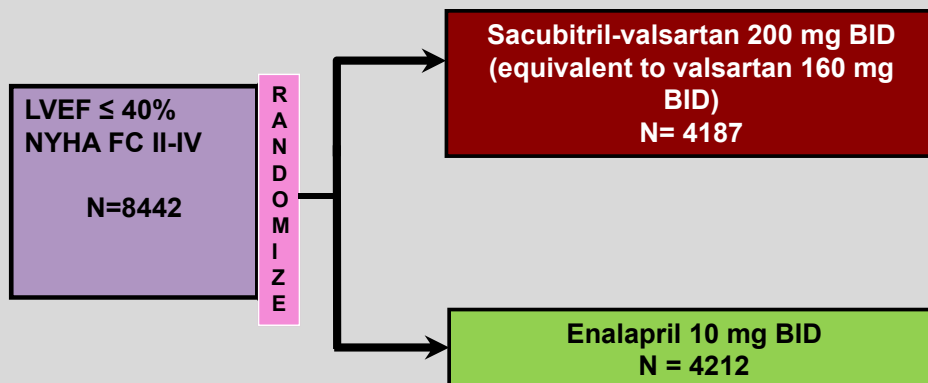 LVEF ≤ 40%
NYHA FC II-IV
N=8442
RANDOMIZE
Sacubitril-valsartan 200 mg BID
(equivalent to valsartan 160 mg
BID)
N= 4187
Enalapril 10 mg BID
N = 4212